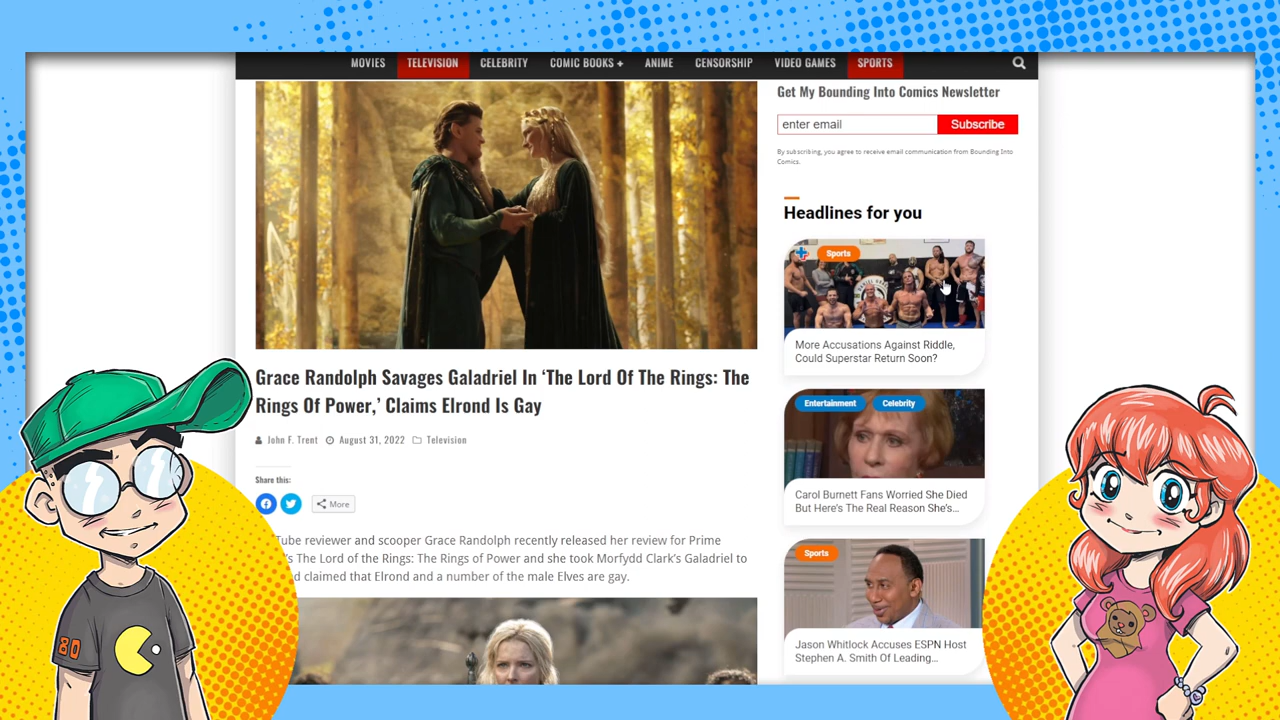 MOVIES TELEVISION CELEBRITY COMIC BOOKS + ANIME CENSORSHIP VIDEO GAMES SPORTS
Grace Randolph Savages Galadriel In ‘The Lord Of The Rings: The
Rings Of Power,’ Claims Elrond Is Gay
John F. Trent August 31, 2022 Television
Share this:
More
Tube reviewer and scooper Grace Randolph recently released her review for Prime
’s The Lord of the Rings: The Rings of Power and she took Morfydd Clark’s Galadriel to
d claimed that Elrond and a number of the male Elves are gay.
Get My Bounding Into Comics Newsletter
enter email Subscribe
By subscribing, you agree to receive email communication from Bounding Into
Comics.
Headlines for you
Sports
More Accusations Against Riddle,
Could Superstar Return Soon?
Entertainment Celebrity
Carol Burnett Fans Worried She Died
But Here's The Real Reason She's...
Sports
Jason Whitlock Accuses ESPN Host
Stephen A. Smith Of Leading...
80